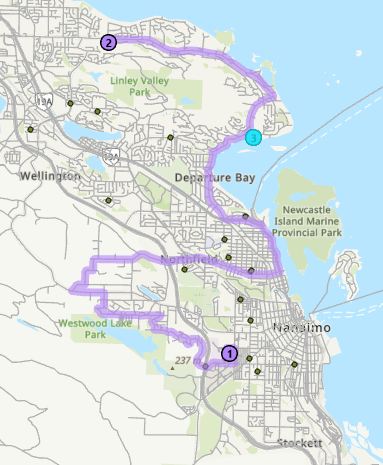 2
Linley Valley
Park
19A
3
19A
Departure Bay
Wellington
Newcastle
Island Marine
Provincial Park
Northfield
Westwood Lake
Park
Nanaimo
1
237 m
Stockett